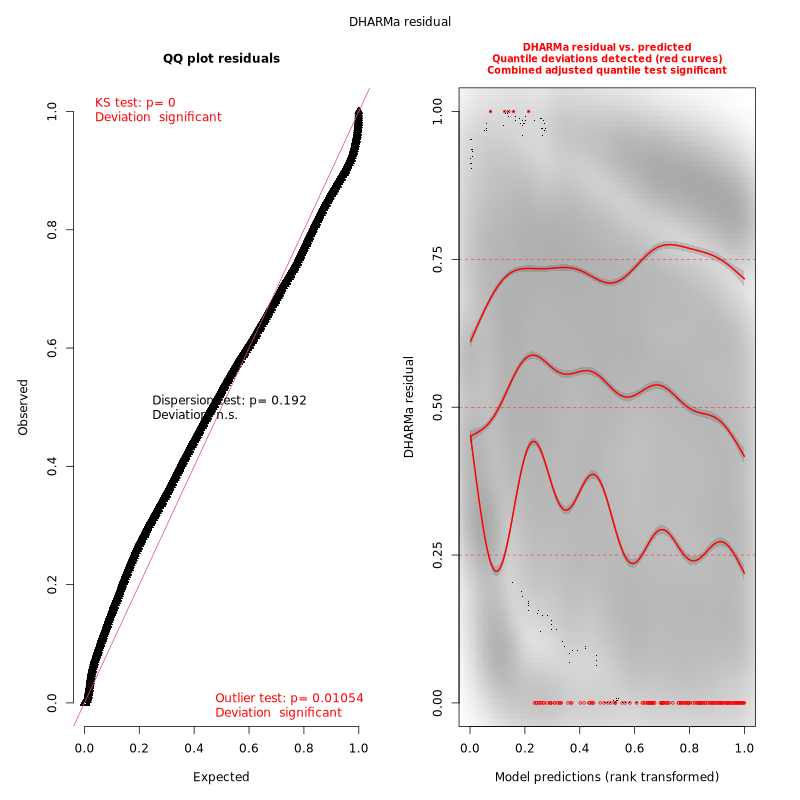 DHARMa residual
QQ plot residuals
KS test: p= 0
Deviation significant
Dispersion test: p= 0.192
Deviation n.s.
Outlier test: p= 0.01054
Deviation significant
Observed
0.0
0.2
0.4
0.6
0.8
1.0
0.0
0.2
0.4
0.6
0.8
1.0
Expected
DHARMa residual vs. predicted
Quantile deviations detected (red curves)
Combined adjusted quantile test significant
DHARMa residual
0.00
0.25
0.50
0.75
1.00
0.0
0.2
0.4
0.6
0.8
1.0
Model predictions (rank transformed)